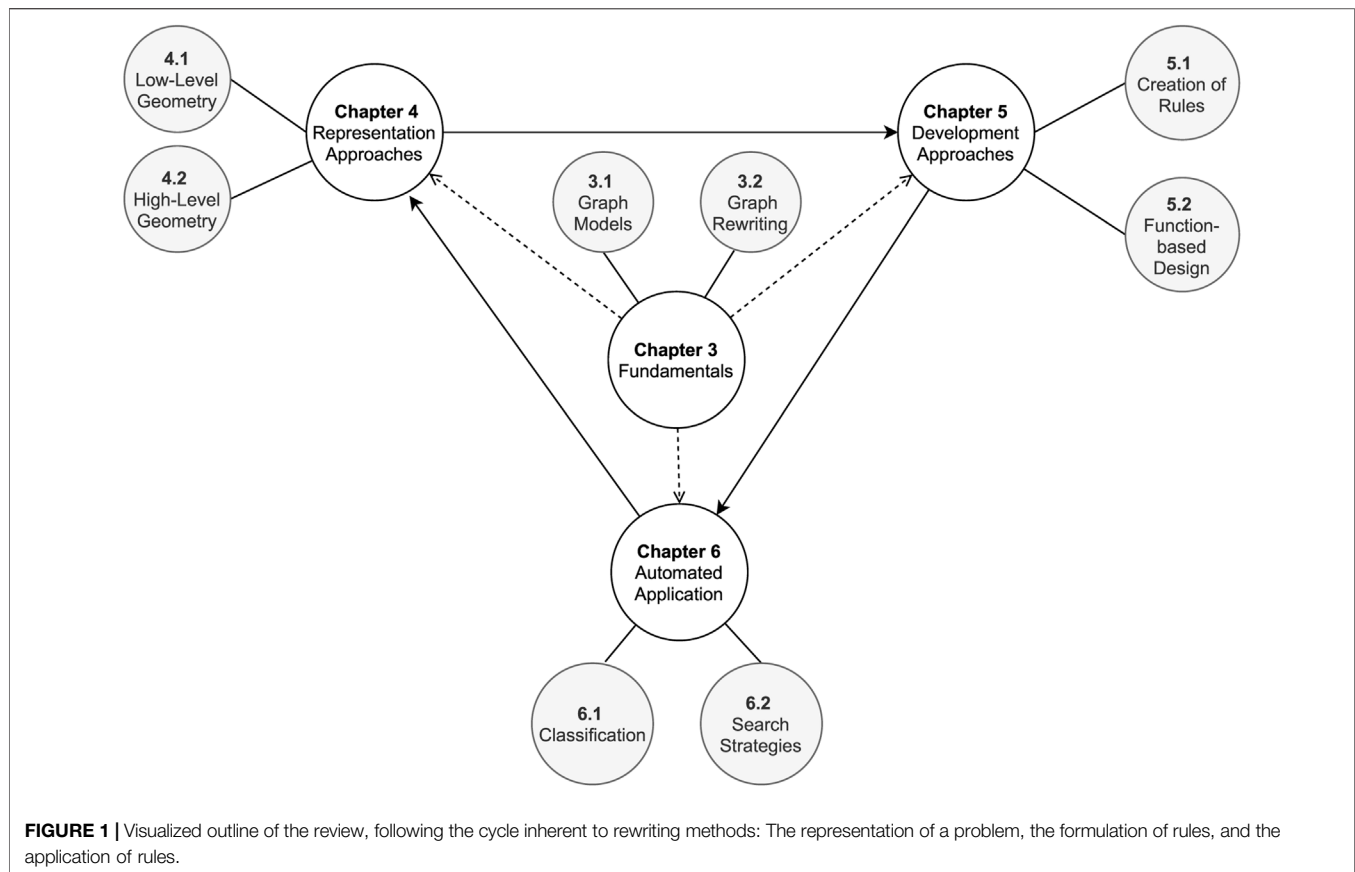 4.1
Low-Level
Geometry
Chapter 4
Representation
Approaches
4.2
High-Level
Geometry
3.1
Graph
Models
3.2
Graph
Rewriting
Chapter 5
Development
Approaches
5.1
Creation of
Rules
5.2
Function-
based
Design
Chapter 3
Fundamentals
Chapter 6
Automated
Application
6.1
Classification
6.2
Search
Strategies
FIGURE 1 | Visualized outline of the review, following the cycle inherent to rewriting methods: The representation of a problem, the formulation of rules, and the
application of rules.